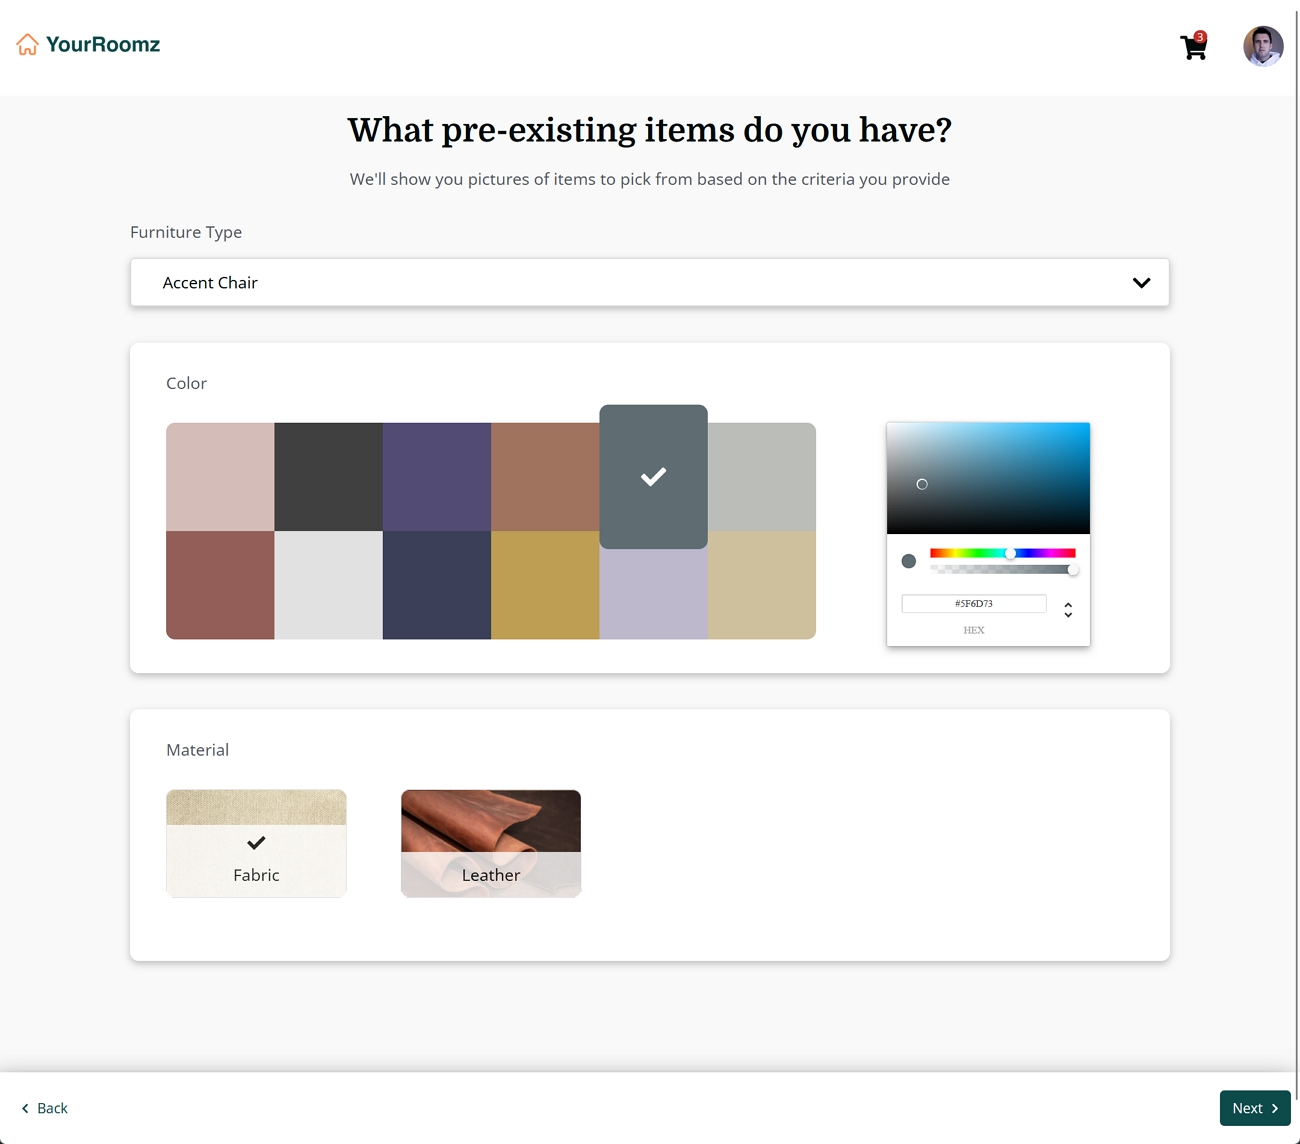 YourRoomz
3
What pre-existing items do you have?
We'll show you pictures of items to pick from based on the criteria you provide
Furniture Type
Accent Chair
Color
#5F6D73
HEX
Material
Fabric
Leather
Back
Next